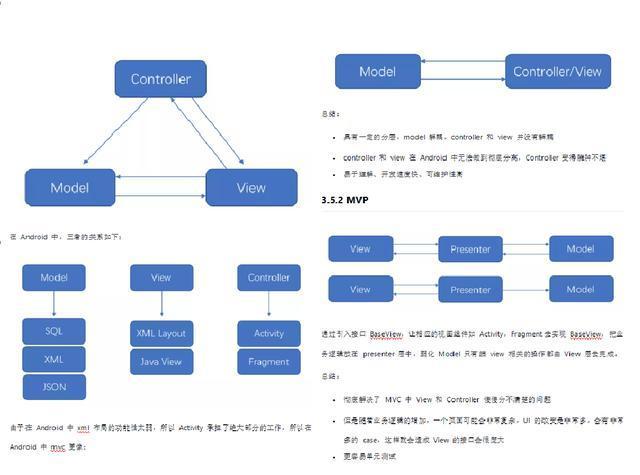 Controller
Model
View
在 Android 中，三者的关系如下：
Model
View
Controller
SQL
XML Layout
Activity
XML
Java View
Fragment
JSON
由于在 Android 中 xml 布局的功能性太弱，所以 Activity 承担了绝大部分的工作，所以在
Android 中 mvc 更像：
Model
Controller/View
总结：
具有一定的分层，model 解耦，controller 和 view 并没有解耦
controller 和 view 在 Android 中无法做到彻底分离，Controller 变得臃肿不堪
易于理解、开发速度快、可维护性高
3.5.2 MVP
View
Presenter
Model
View
Presenter
Model
通过引入接口 BaseView，让相应的视图组件如 Activity，Fragment 去实现 BaseView，把业
务逻辑放在 presenter 层中，弱化 Model 只有跟 view 相关的操作都由 View 层去完成。
总结：
彻底解决了 MVC 中 View 和 Controller 傻傻分不清楚的问题
但是随着业务逻辑的增加，一个页面可能会非常复杂，UI 的改变是非常多，会有非常
多的 case，这样就会造成 View 的接口会很庞大
更容易单元测试